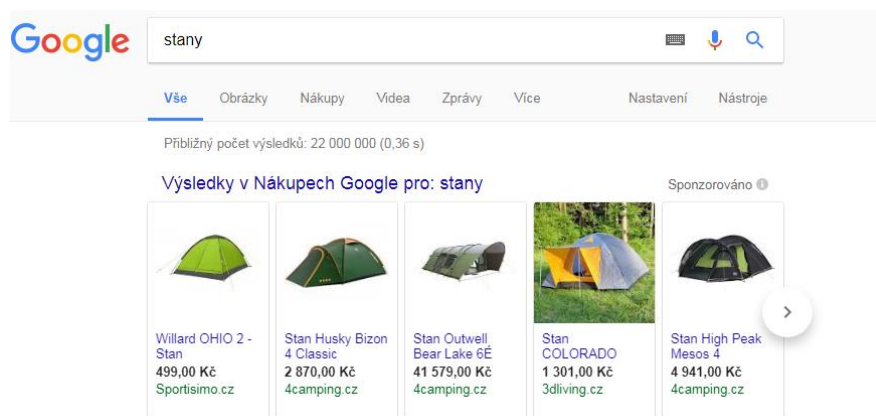 Google
stany
Vše Obrázky Nákupy Videa Zprávy Více Nastavení Nástroje
Přibližný počet výsledků: 22 000 000 (0,36 s)
Výsledky v Nákupech Google pro: stany Sponzorováno
Willard OHIO 2 -
Stan
499,00 Kč
Sportisimo.cz
Stan Husky Bizon
4 Classic
2 870,00 Kč
4camping.cz
Stan Outwell
Bear Lake 6É
41 579,00 Kč
4camping.cz
Stan
COLORADO
1 301,00 Kč
3dliving.cz
Stan High Peak
Mesos 4
4 941,00 Kč
4camping.cz